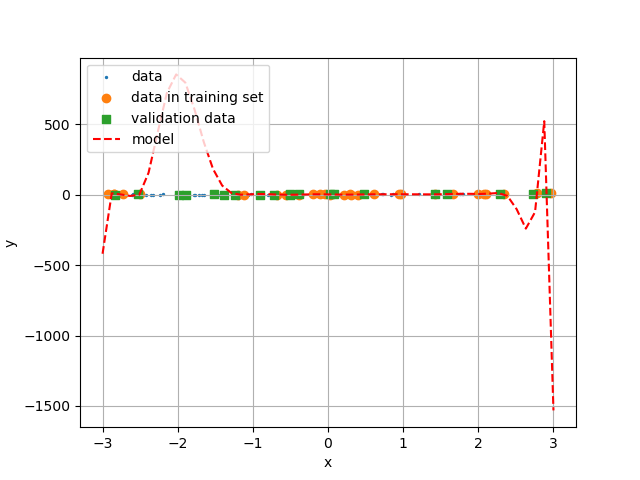 data
data in training set
validation data
model
500
0
−500
−1000
−1500
y
−3 −2 −1 0 1 2 3
x